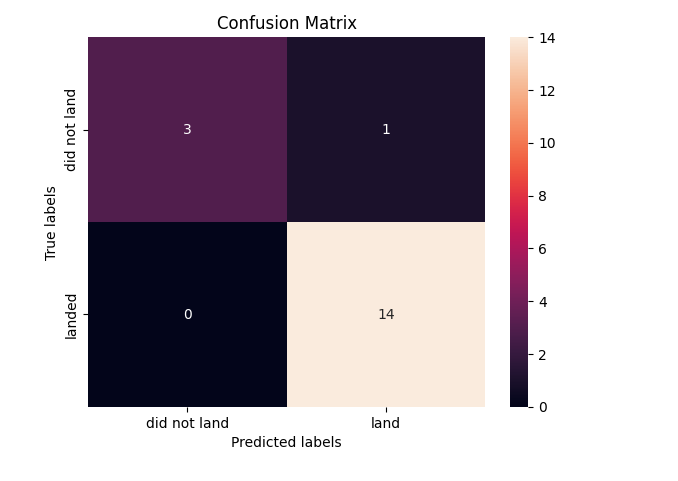 Confusion Matrix
True labels
did not land
landed
3
1
0
14
did not land
land
Predicted labels
14
12
10
8
6
4
2
0